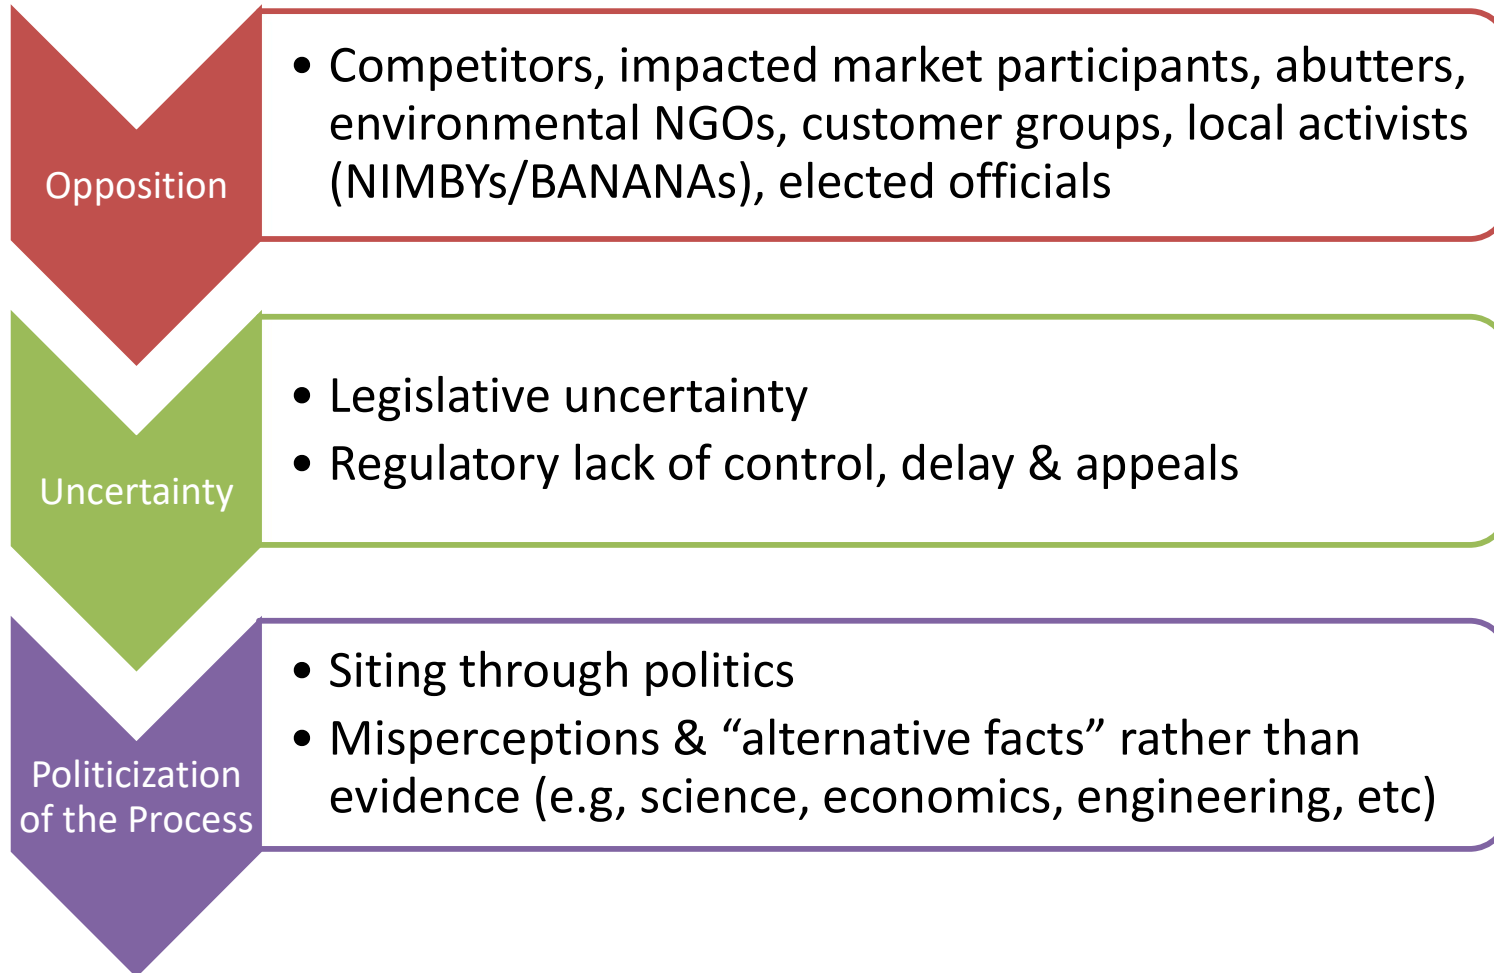 Opposition
• Competitors, impacted market participants, abutters,
environmental NGOs, customer groups, local activists
(NIMBYs/BANANAs), elected officials
Uncertainty
• Legislative uncertainty
• Regulatory lack of control, delay & appeals
Politicization
of the Process
• Siting through politics
• Misperceptions & “alternative facts” rather than
evidence (e.g, science, economics, engineering, etc)